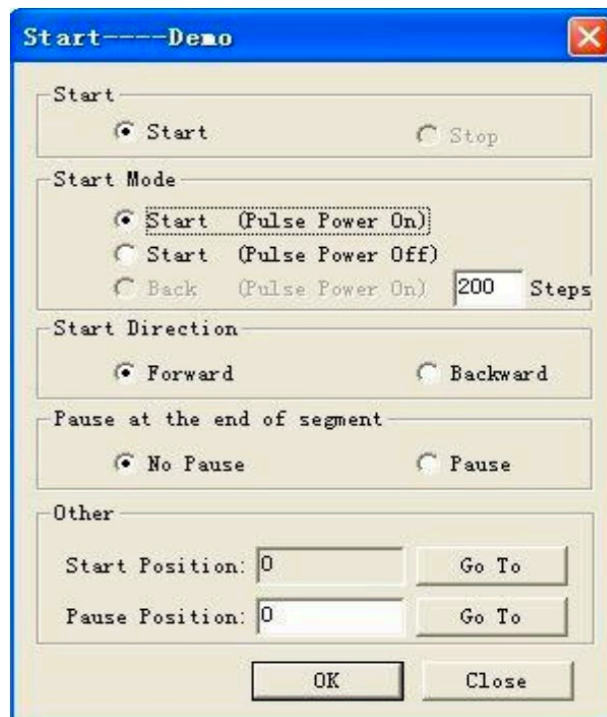 Start----Demo
Start
Start Stop
Start Mode
Start (Pulse Power On)
Start (Pulse Power Off)
Back (Pulse Power On) 200 Steps
Start Direction
Forward Backward
Pause at the end of segment
No Pause Pause
Other
Start Position: 0 Go To
Pause Position: 0 Go To
OK Close